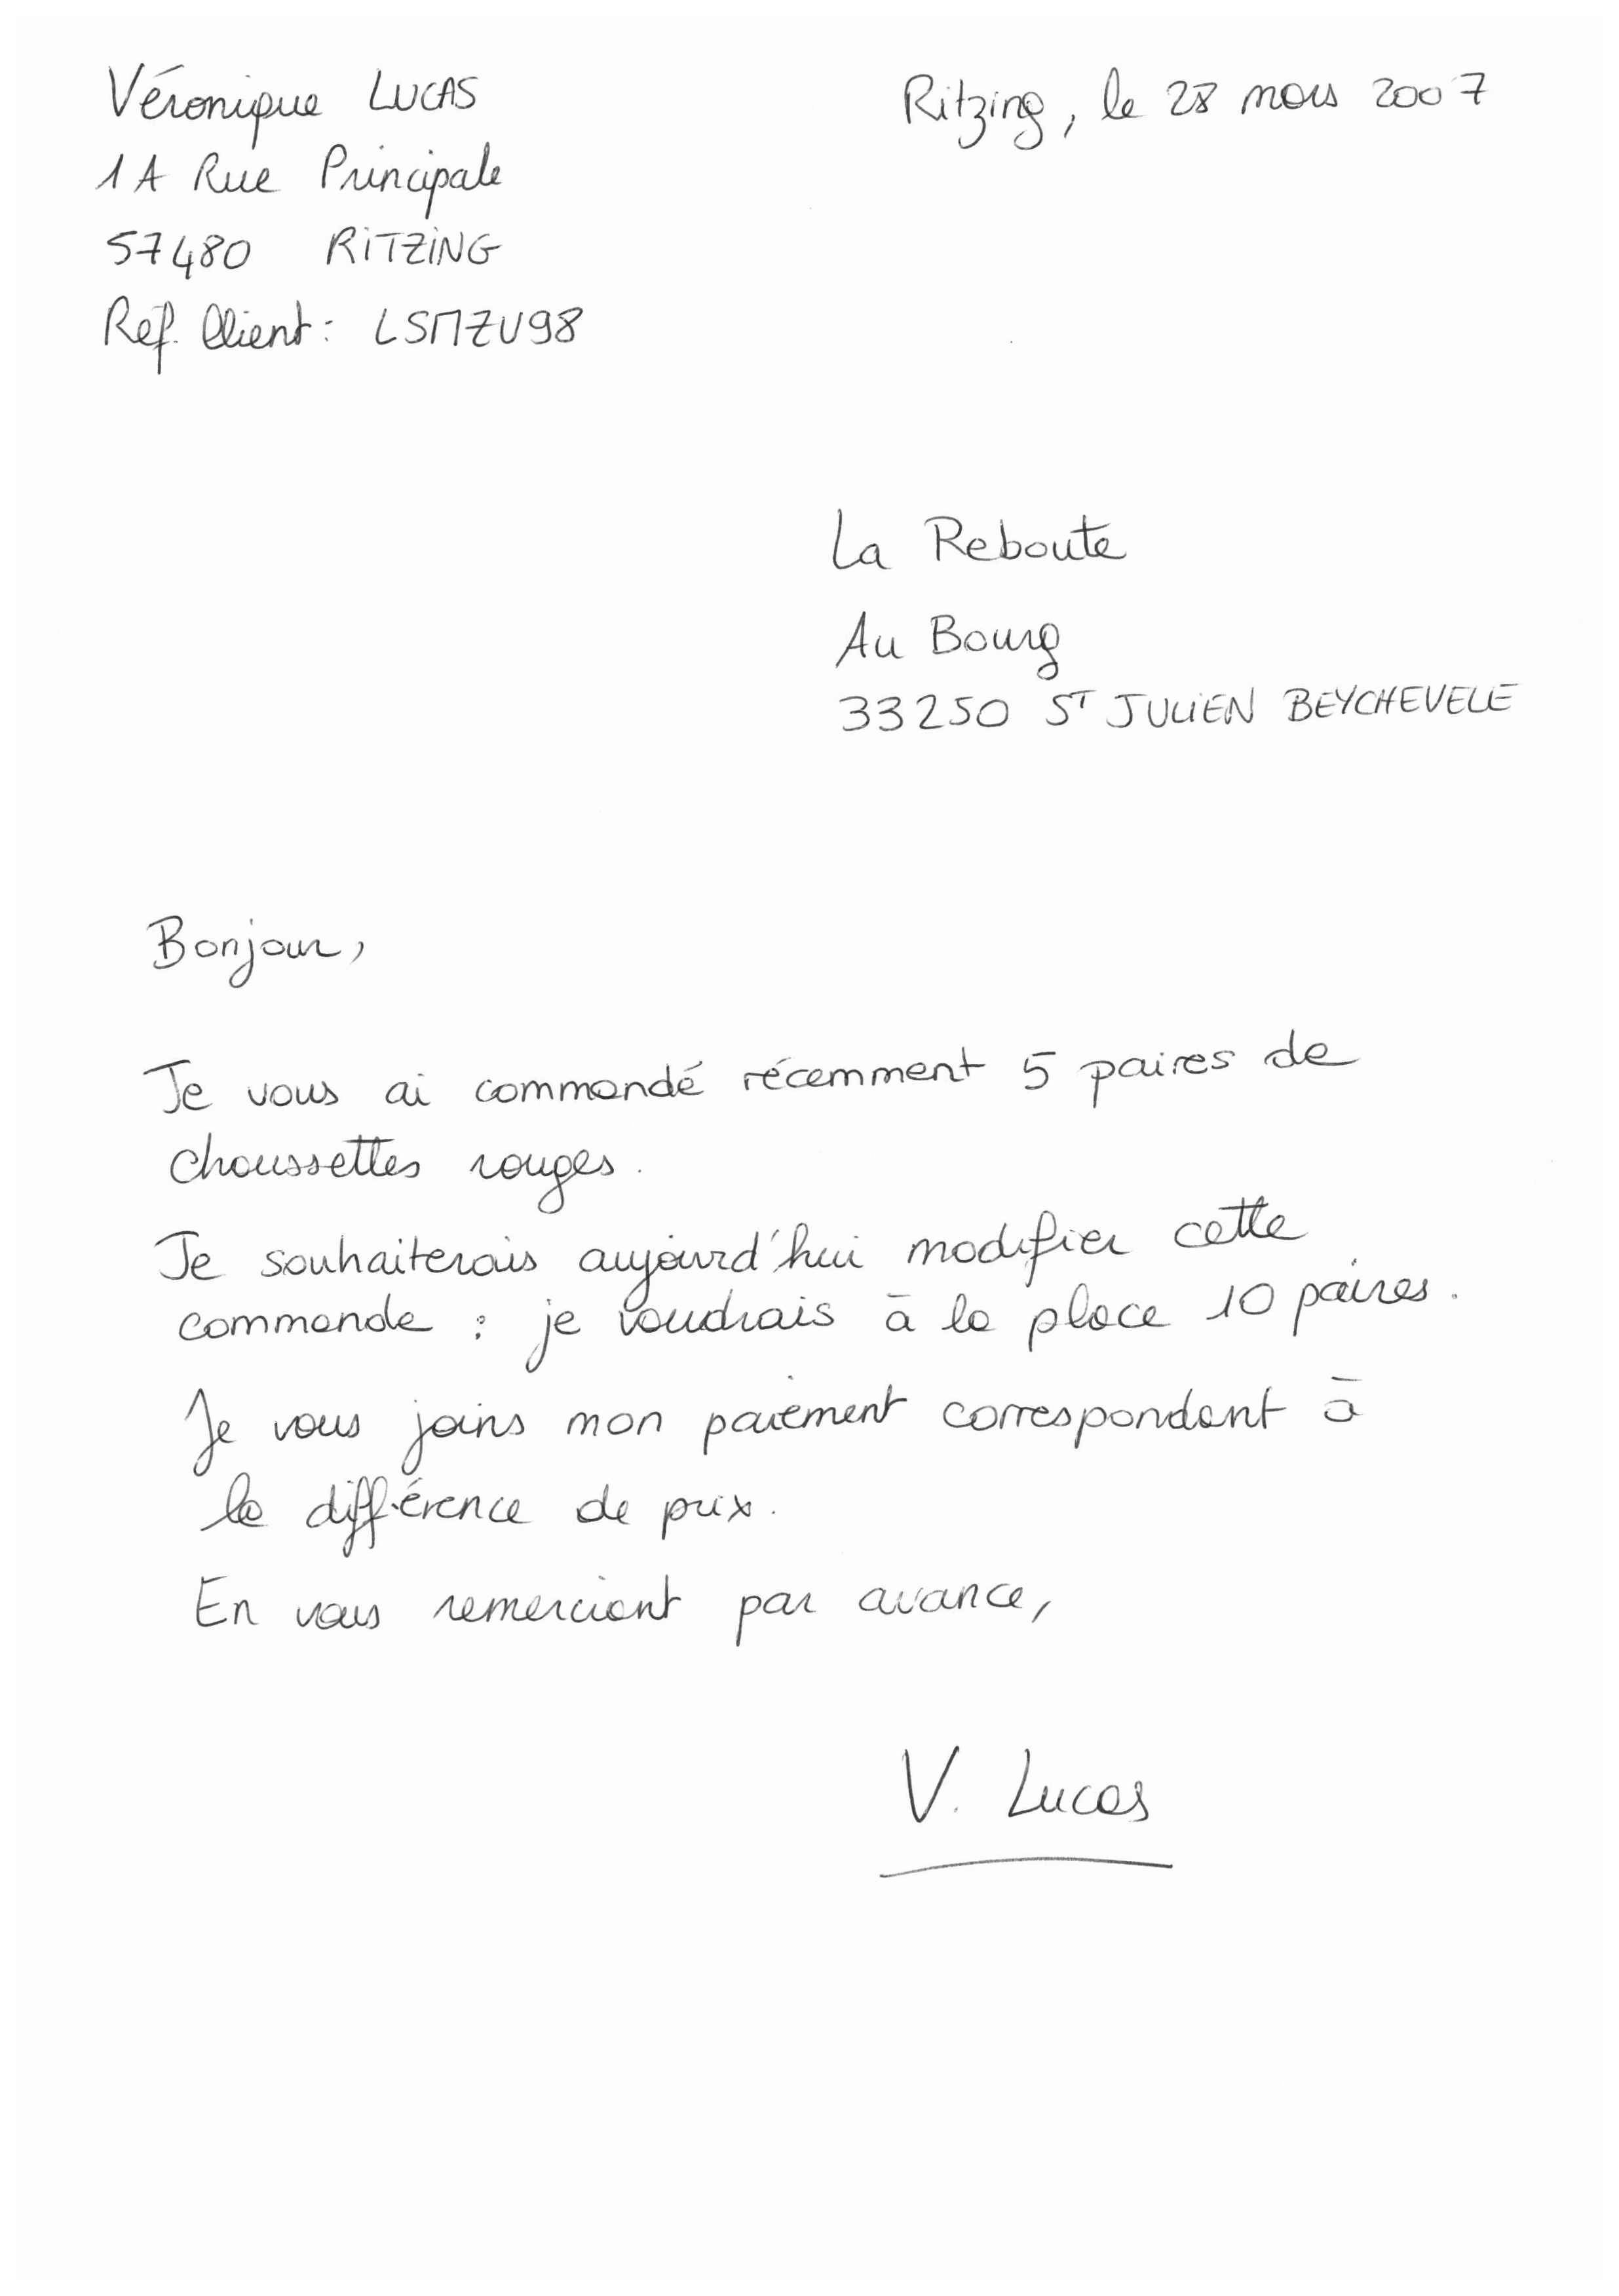 Véronique LUCAS
Ritzing, le 28 mars 2007
1A Rue Principale
57480 RITZING
Réf. Client : LSMZU98
La Reboute
Au Bourg
33250 ST JULIEN BEYCHEVELE
Bonjour,
Je vous ai commandé récemment 5 paires de
chaussettes rouges.
Je souhaiterais aujourd'hui modifier cette
commande : je voudrais à la place 10 paires.
Je vous joins mon paiement correspondant à
la différence de prix.
En vous remerciant par avance,
V. Lucas